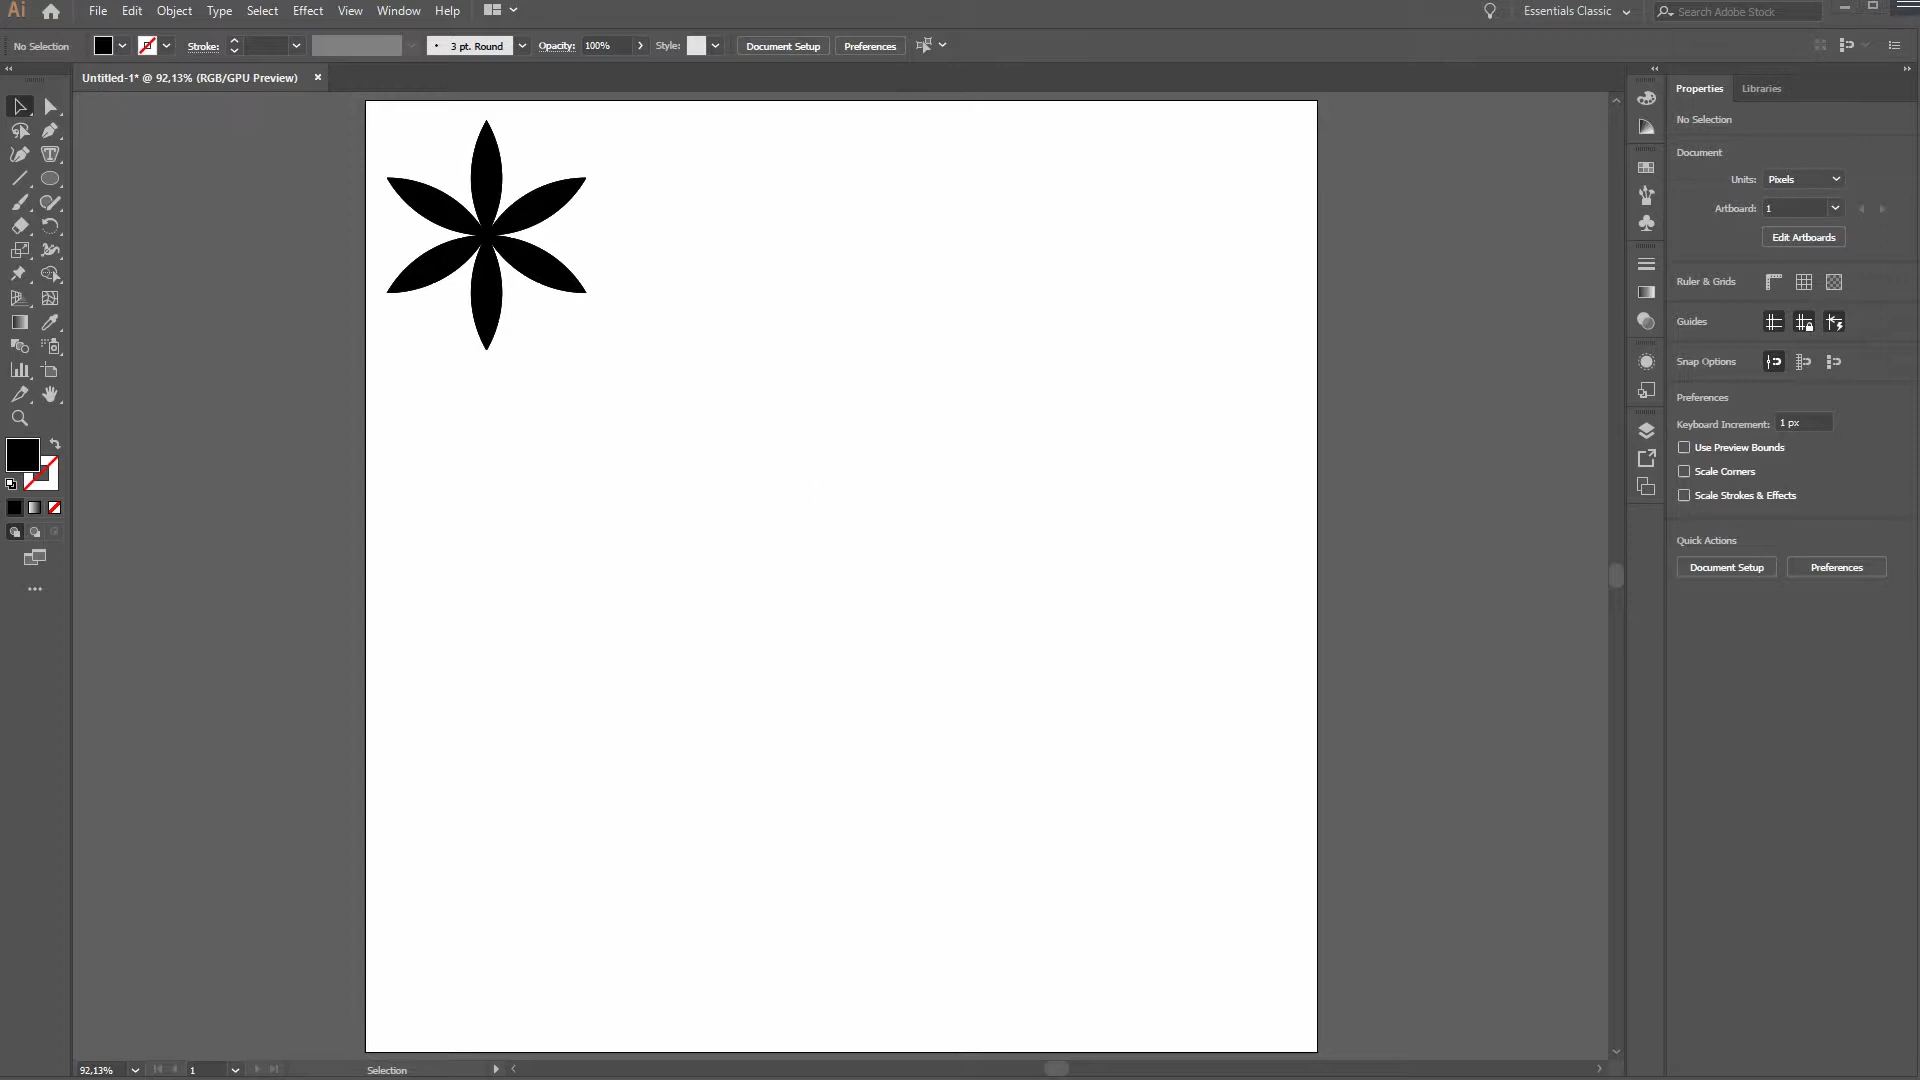 Ai File Edit Object Type Select Effect View Window Help Essentials Classic Search Adobe Stock
No Selection Stroke: 3 pt. Round Opacity: 100% Style: Document Setup Preferences
Untitled-1* @ 92,13% (RGB/GPU Preview) ×
Properties Libraries
No Selection
Document
Units: Pixels
Artboard: 1
Edit Artboards
Ruler & Grids
Guides
Snap Options
Preferences
Keyboard Increment: 1 px
Use Preview Bounds
Scale Corners
Scale Strokes & Effects
Quick Actions
Document Setup Preferences
92,13% 1 Selection